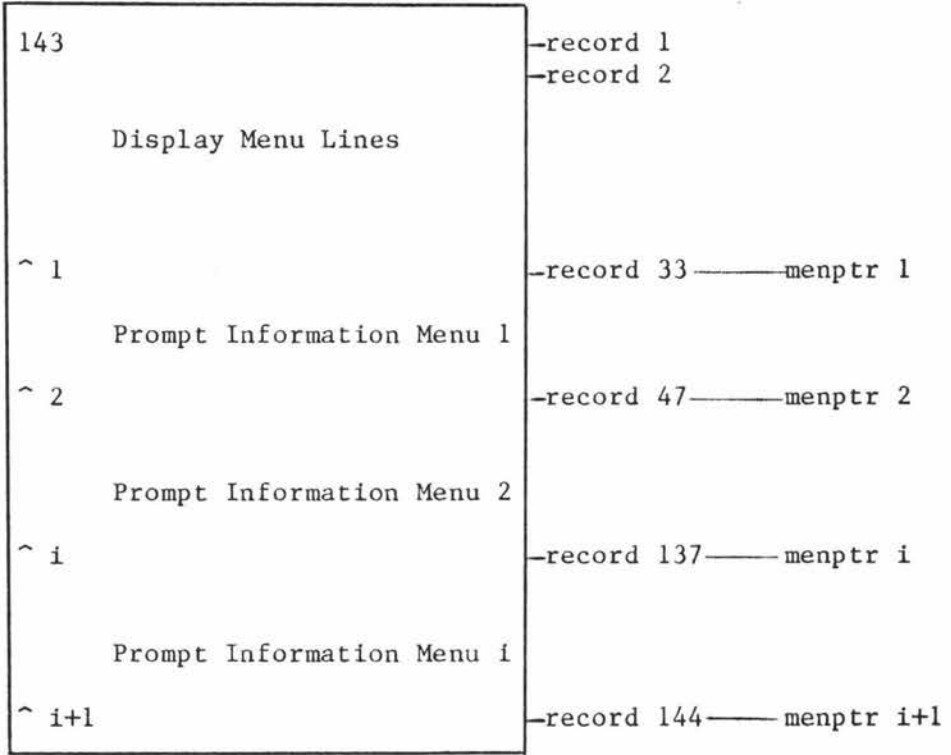 143 record 1
record 2
Display Menu Lines
^ 1 record 33 menptr 1
Prompt Information Menu 1
^ 2 record 47 menptr 2
Prompt Information Menu 2
^ i record 137 menptr i
Prompt Information Menu i
^ i+1 record 144 menptr i+1